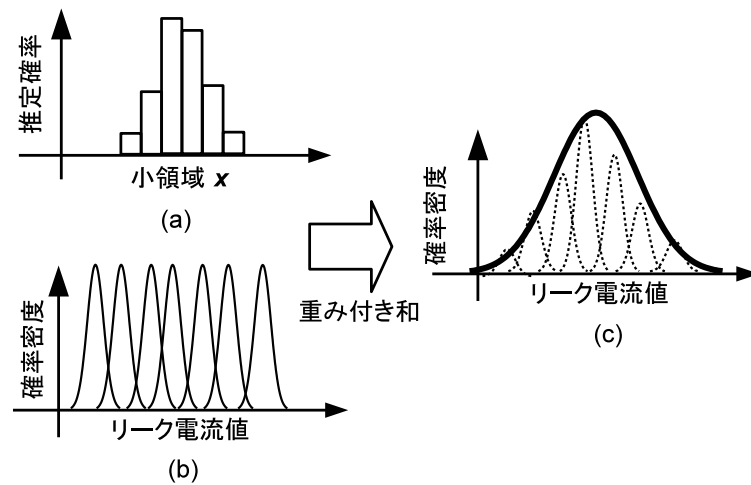 推定確率
小領域 x
(a)
確率密度
リーク電流値
(b)
重み付き和
確率密度
リーク電流値
(c)